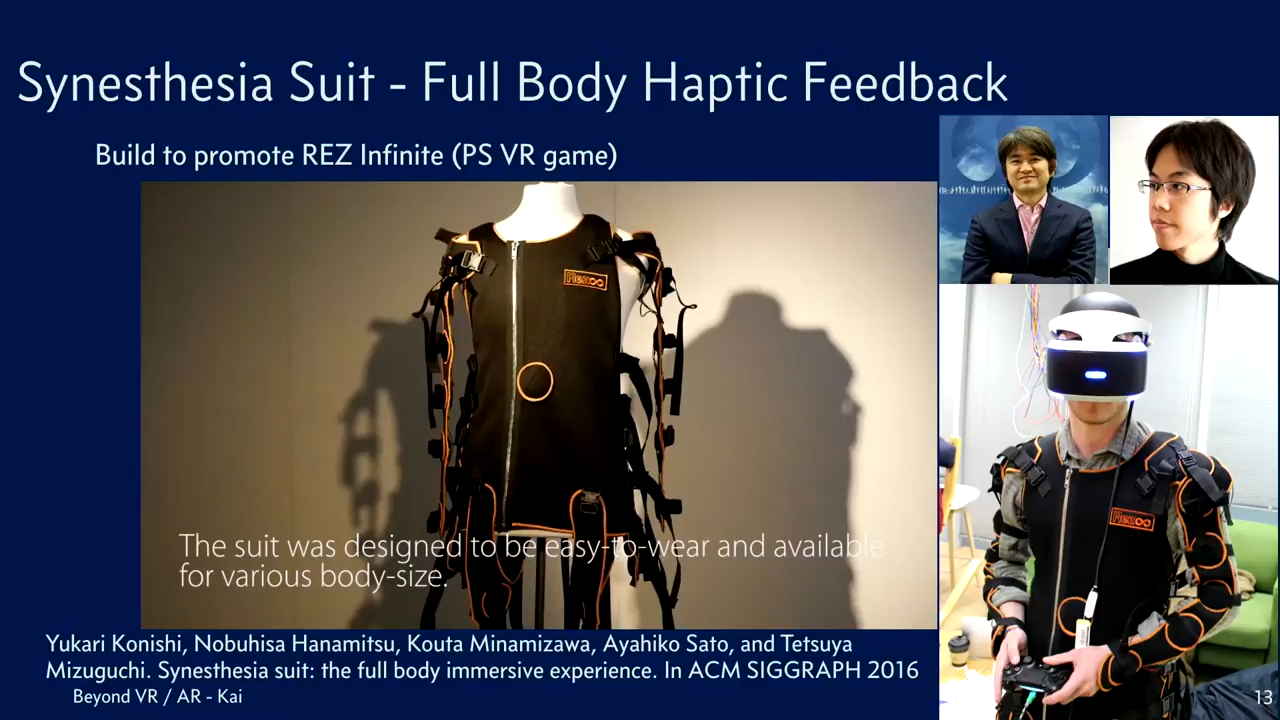 Synesthesia Suit - Full Body Haptic Feedback
Build to promote REZ Infinite (PS VR game)
Rez∞
Rez∞
The suit was designed to be easy-to-wear and available
for various body-size.
Yukari Konishi, Nobuhisa Hanamitsu, Kouta Minamizawa, Ayahiko Sato, and Tetsuya
Mizuguchi. Synesthesia suit: the full body immersive experience. In ACM SIGGRAPH 2016
Beyond VR / AR - Kai
13